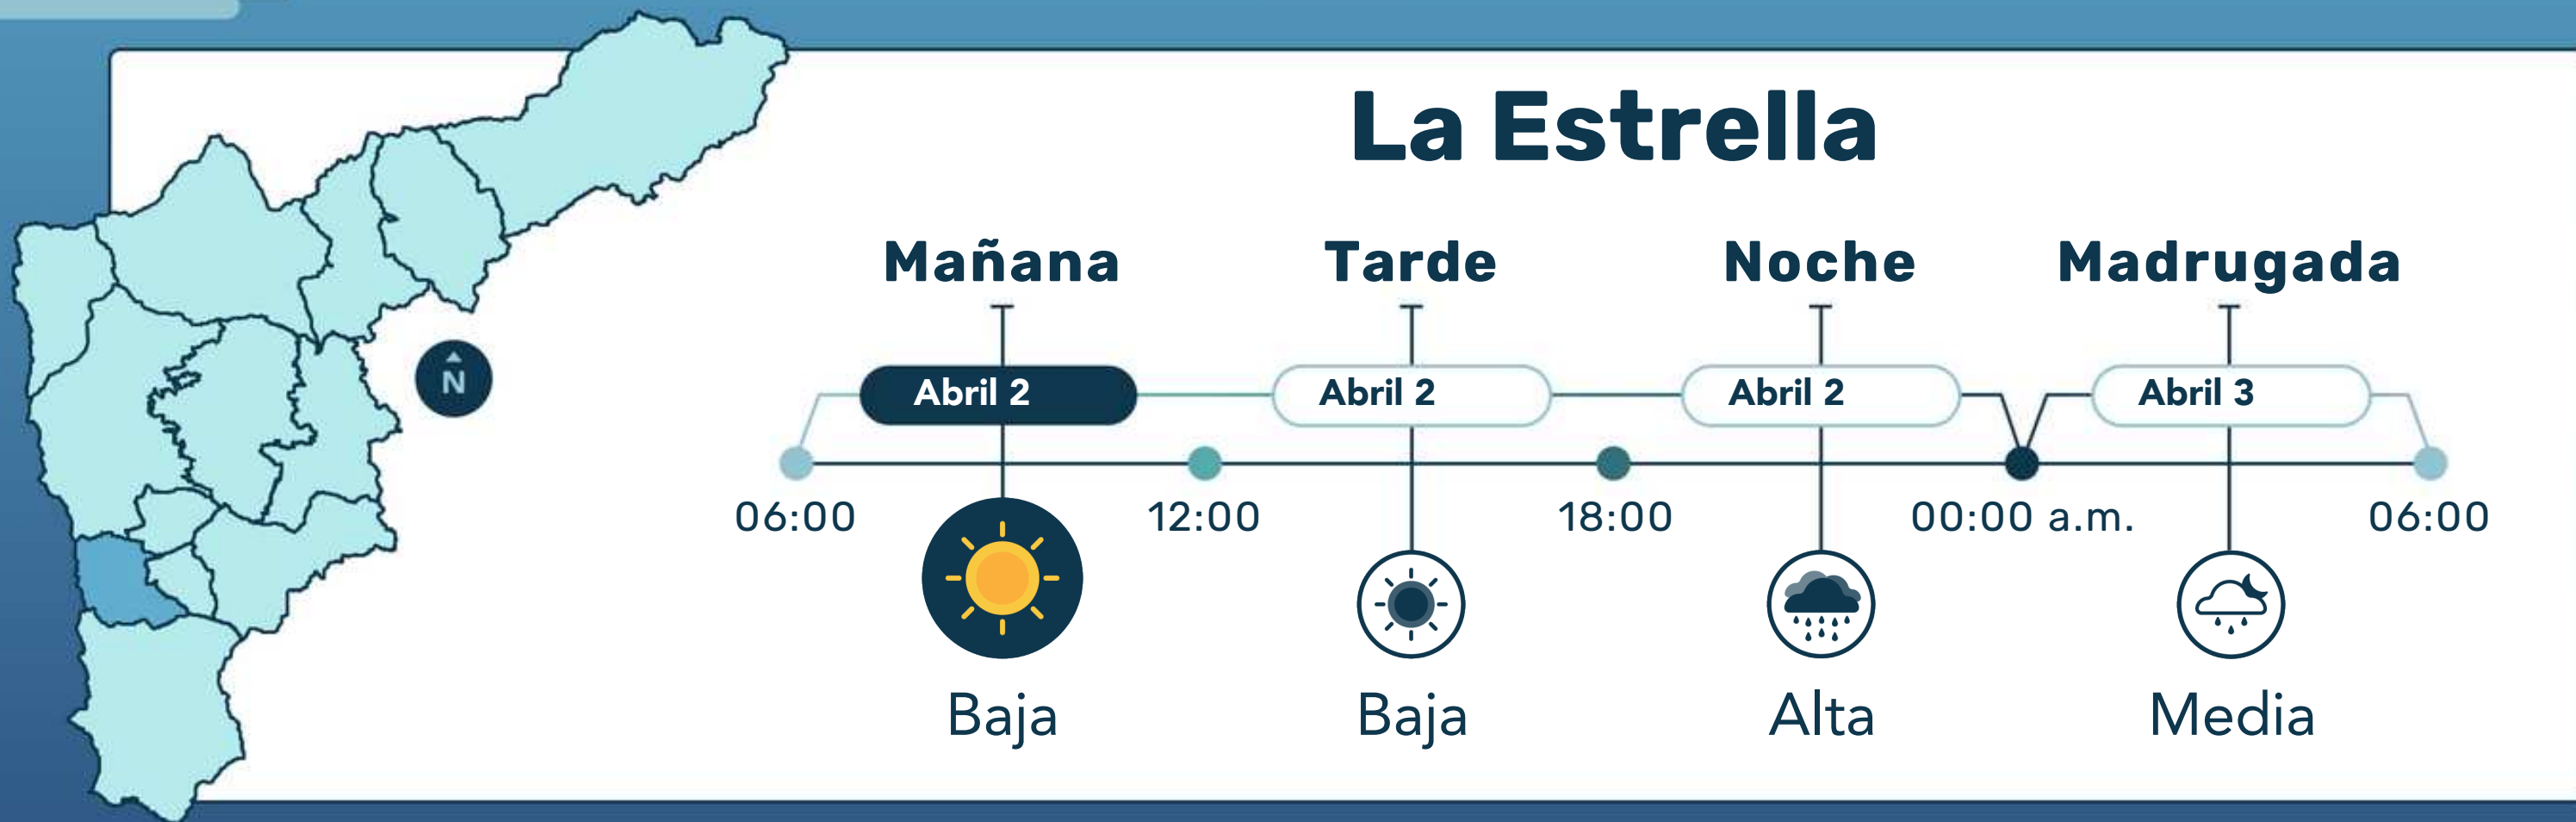 La Estrella
Mañana Tarde Noche Madrugada
Abril 2 Abril 2 Abril 2 Abril 3
N
06:00 12:00 18:00 00:00 a.m. 06:00
Baja Baja Alta Media